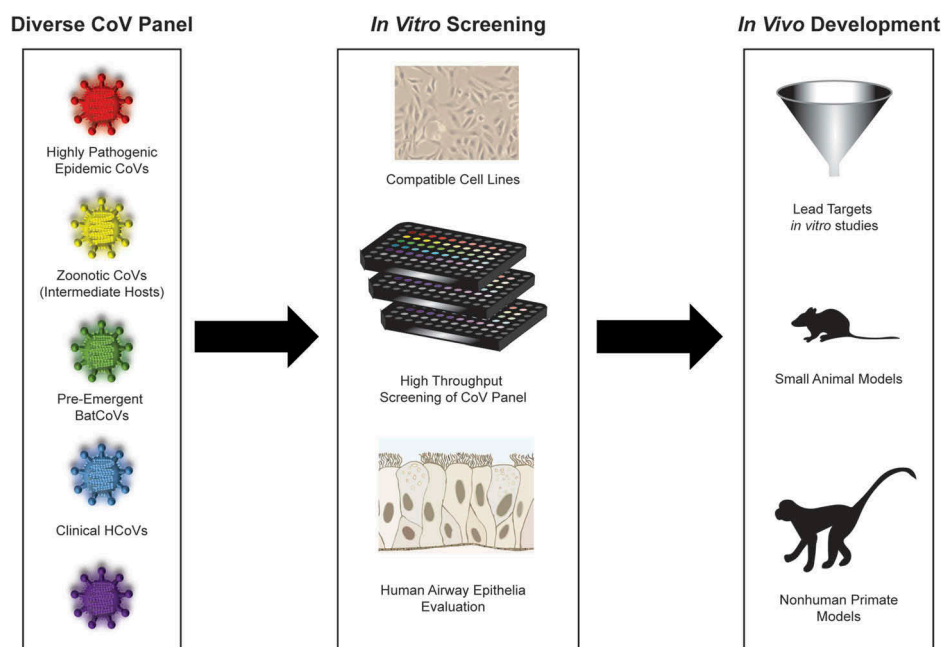 Diverse CoV Panel
Highly Pathogenic
Epidemic CoVs
Zoonotic CoVs
(Intermediate Hosts)
Pre-Emergent
BatCoVs
Clinical HCoVs
In Vitro Screening
Compatible Cell Lines
High Throughput
Screening of CoV Panel
Human Airway Epithelia
Evaluation
In Vivo Development
Lead Targets
in vitro studies
Small Animal Models
Nonhuman Primate
Models